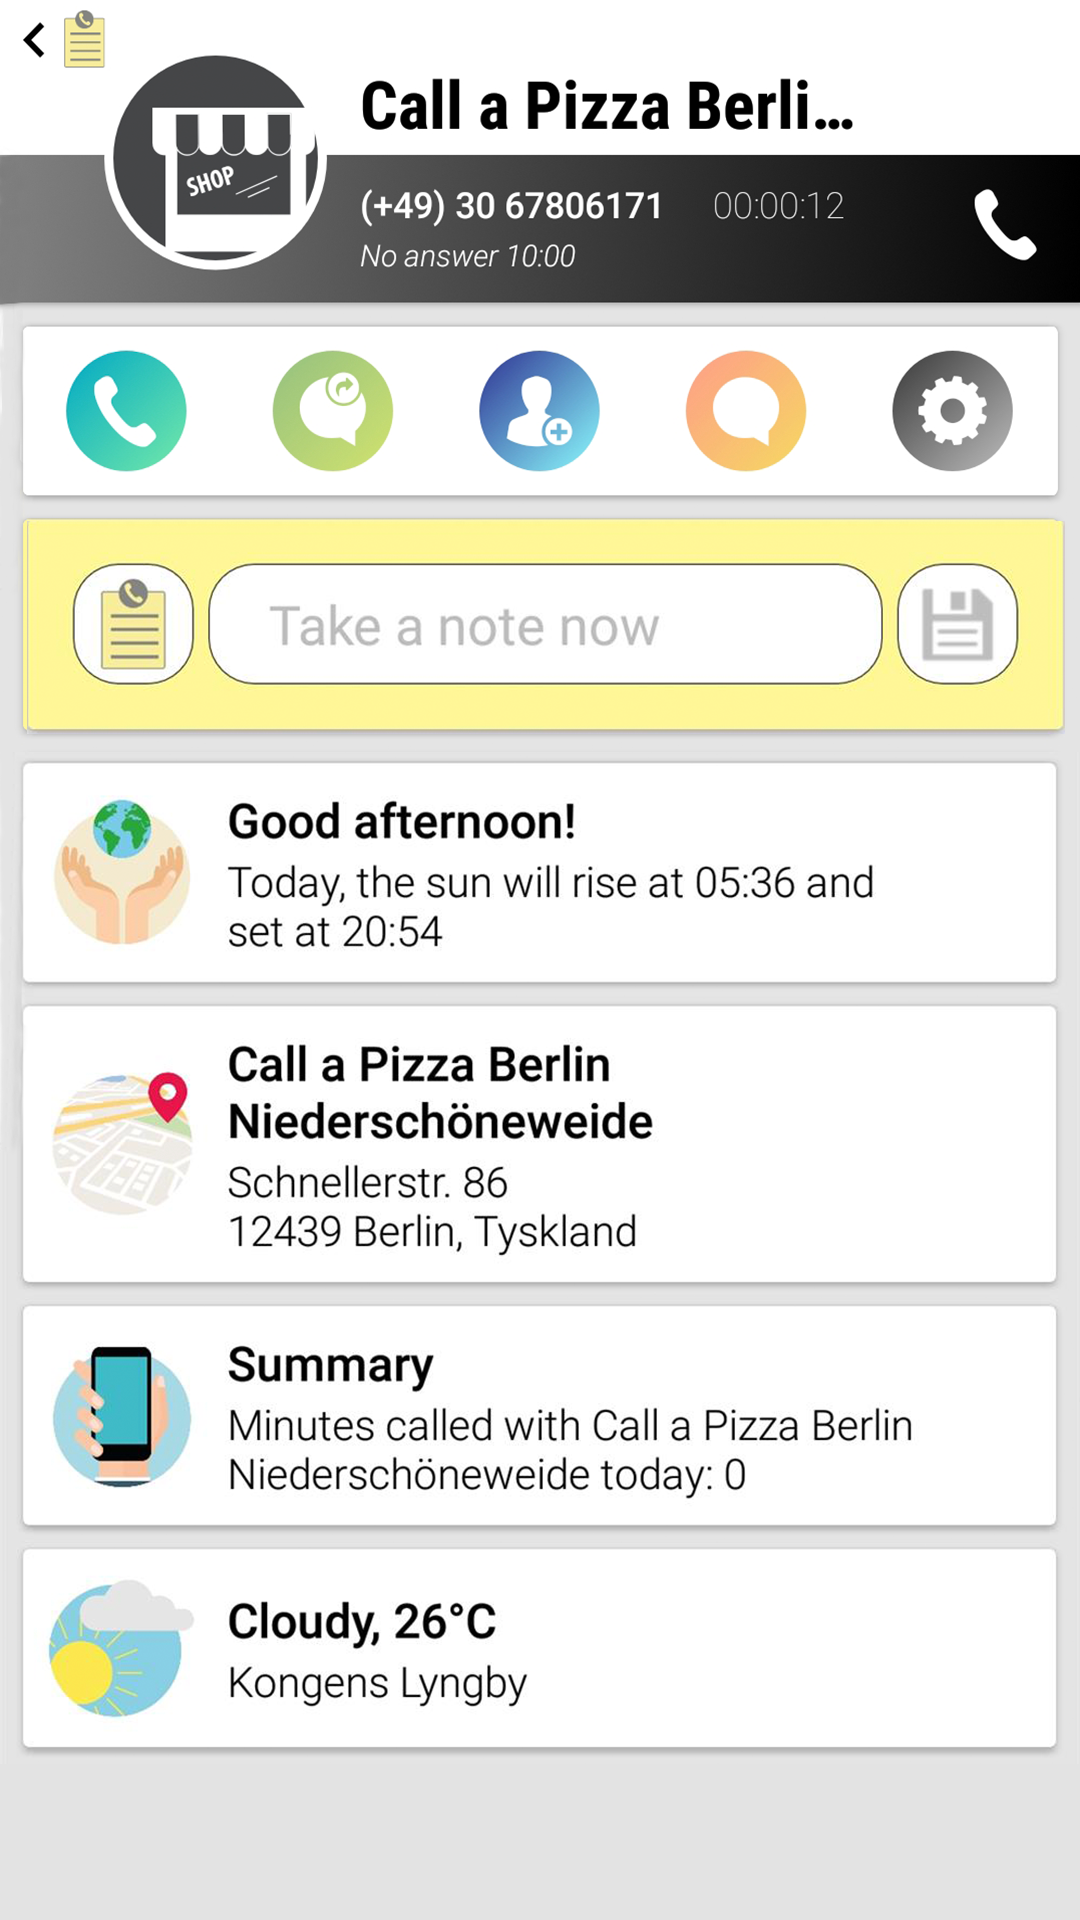 Call a Pizza Berli...
SHOP
(+49) 30 67806171 00:00:12
No answer 10:00
Take a note now
Good afternoon!
Today, the sun will rise at 05:36 and
set at 20:54
Call a Pizza Berlin
Niederschöneweide
Schnellerstr. 86
12439 Berlin, Tyskland
Summary
Minutes called with Call a Pizza Berlin
Niederschöneweide today: 0
Cloudy, 26°C
Kongens Lyngby